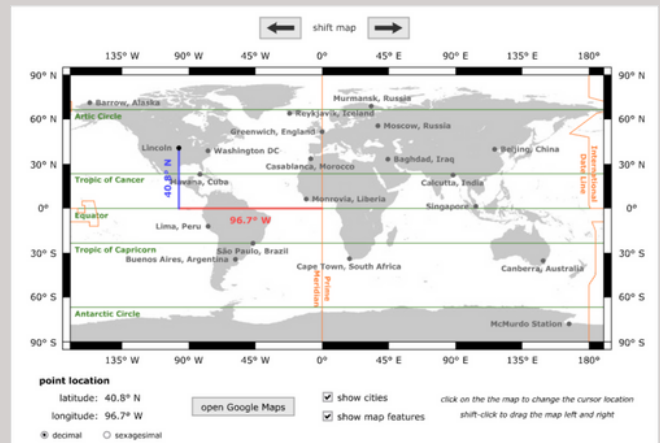 shift map
135° W 90° W 45° W 0° 45° E 90° E 135° E 180°
90° N 90° N
Murmansk, Russia
Barrow, Alaska
Reykjavik, Iceland
Artic Circle
60° N 60° N
Moscow, Russia
Greenwich, England
Lincoln
Washington DC
Beijing, China
Casablanca, Morocco
Baghdad, Iraq
30° N 30° N
International
Date Line
40.8° N
Tropic of Cancer
Havana, Cuba
Calcutta, India
Monrovia, Liberia
Singapore
0° 0°
Equator
96.7° W
Lima, Peru
Tropic of Capricorn
São Paulo, Brazil
30° S 30° S
Buenos Aires, Argentina
Cape Town, South Africa
Canberra, Australia
Prime
Meridian
60° S 60° S
Antarctic Circle
McMurdo Station
90° S 90° S
135° W 90° W 45° W 0° 45° E 90° E 135° E 180°
point location
latitude: 40.8° N
longitude: 96.7° W
decimal sexagesimal
open Google Maps
show cities
show map features
click on the the map to change the cursor location
shift-click to drag the map left and right